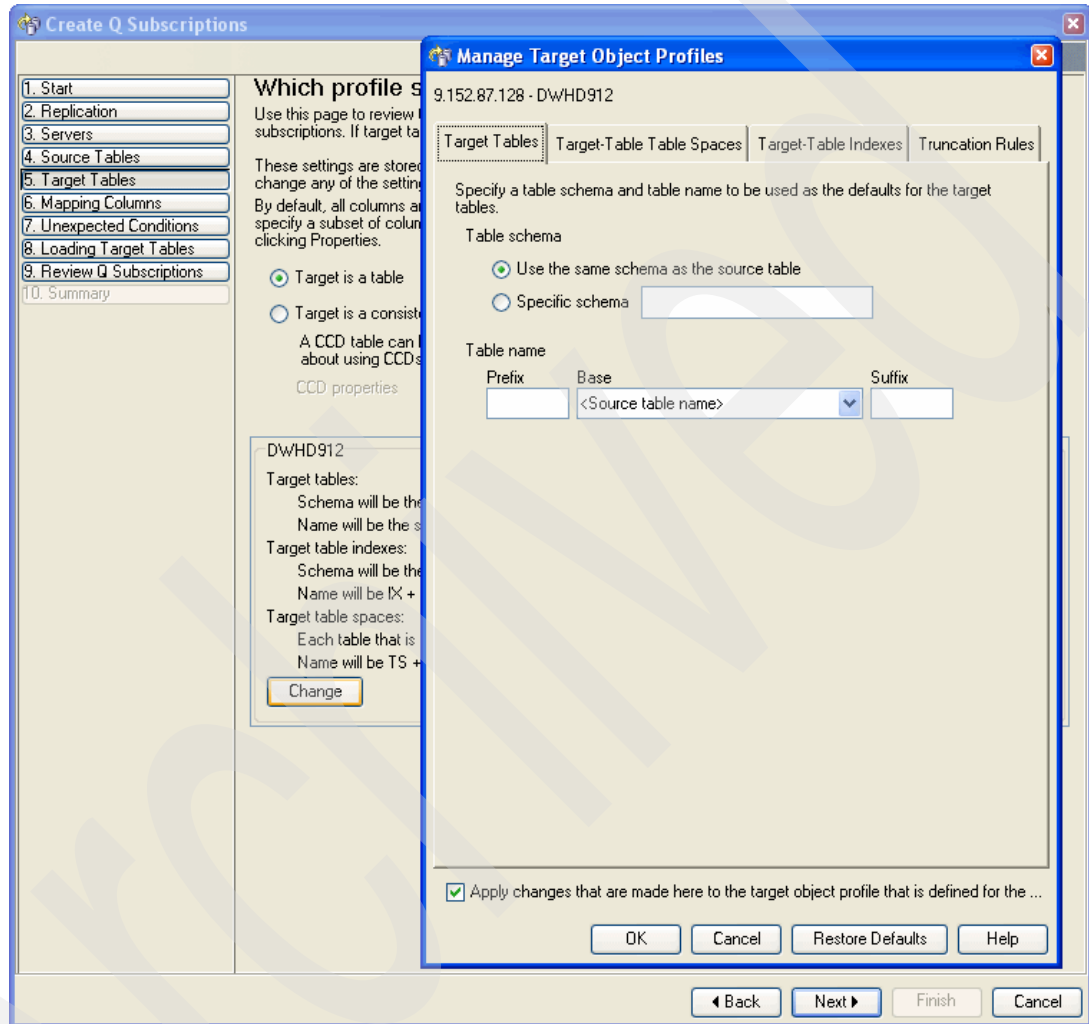 Create Q Subscriptions
1. Start
2. Replication
3. Servers
4. Source Tables
5. Target Tables
6. Mapping Columns
7. Unexpected Conditions
8. Loading Target Tables
9. Review Q Subscriptions
10. Summary
Which profile s
Use this page to review
subscriptions. If target ta
These settings are stored
change any of the setting
By default, all columns a
specify a subset of colum
clicking Properties.
Target is a table
Target is a consiste
A CCD table can
about using CCDs
CCD properties
DWHD912
Target tables:
Schema will be the
Name will be the s
Target table indexes:
Schema will be the
Name will be IX +
Target table spaces:
Each table that is
Name will be TS +
Change
Manage Target Object Profiles
9.152.87.128 - DWHD912
Target Tables Target-Table Table Spaces Target-Table Indexes Truncation Rules
Specify a table schema and table name to be used as the defaults for the target
tables.
Table schema
Use the same schema as the source table
Specific schema
Table name
Prefix Base Suffix
<Source table name>
Apply changes that are made here to the target object profile that is defined for the ...
OK Cancel Restore Defaults Help
Back Next Finish Cancel